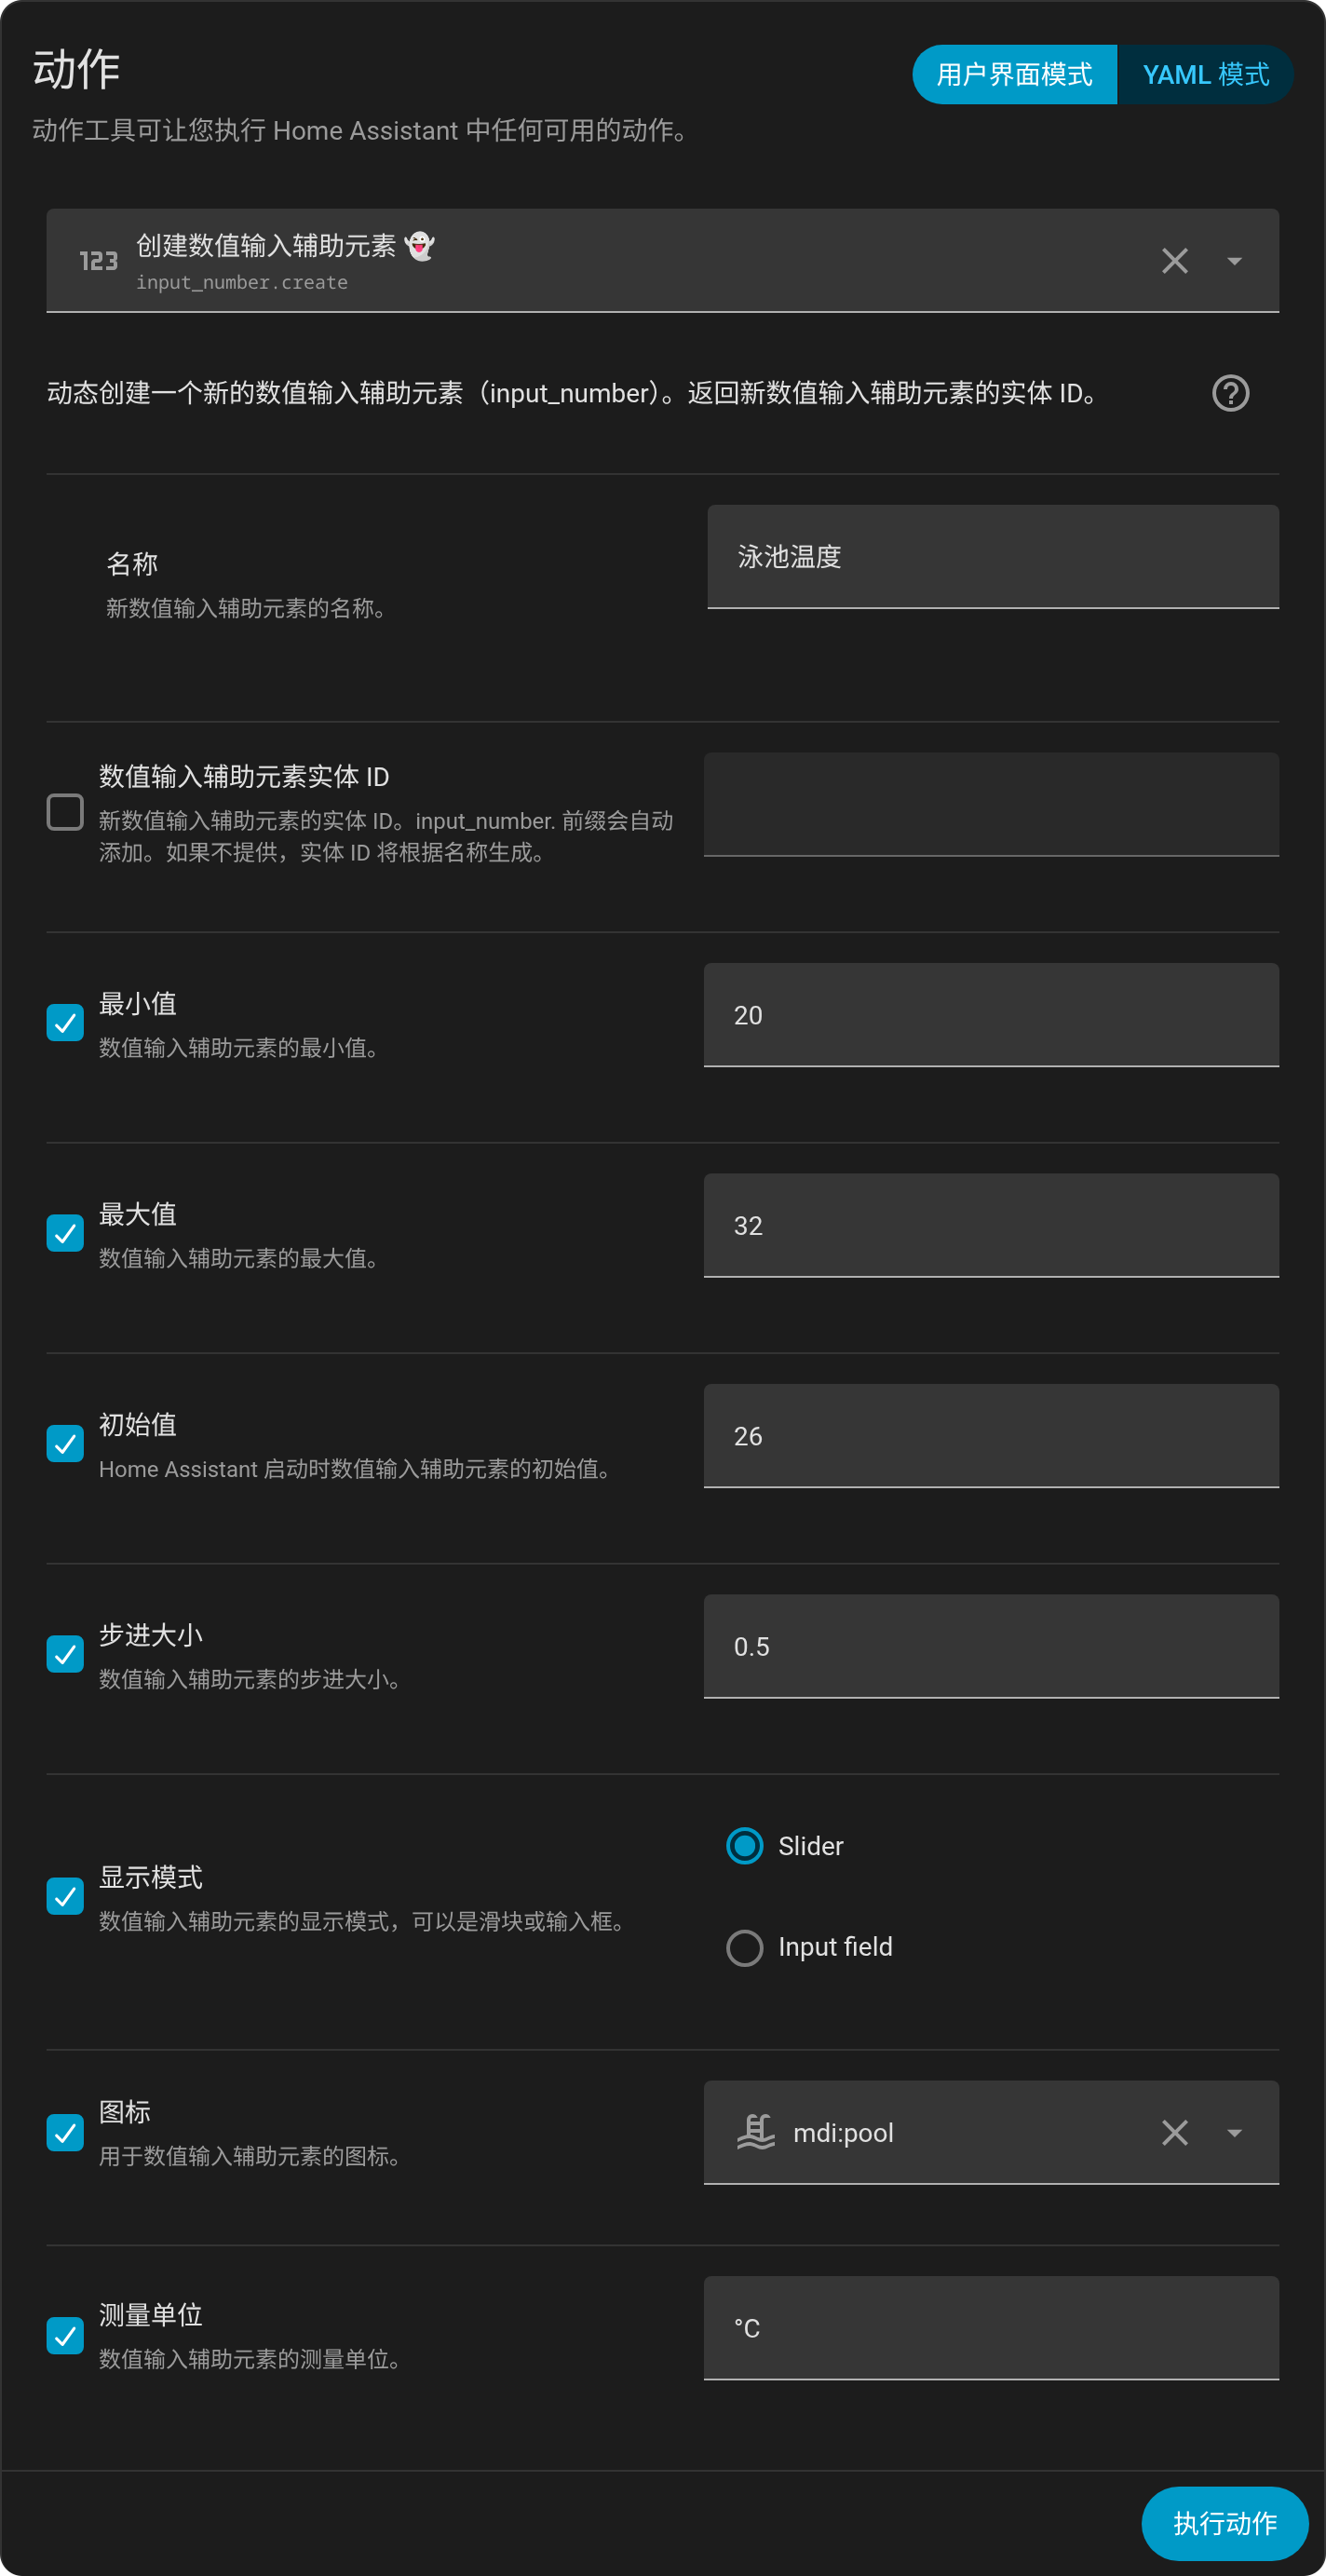 动作
用户界面模式
YAML 模式
动作工具可让您执行 Home Assistant 中任何可用的动作。
123
创建数值输入辅助元素 👻
input_number.create
动态创建一个新的数值输入辅助元素（input_number）。返回新数值输入辅助元素的实体 ID。
名称
新数值输入辅助元素的名称。
泳池温度
数值输入辅助元素实体 ID
新数值输入辅助元素的实体 ID。input_number. 前缀会自动
添加。如果不提供，实体 ID 将根据名称生成。
最小值
数值输入辅助元素的最小值。
20
最大值
数值输入辅助元素的最大值。
32
初始值
Home Assistant 启动时数值输入辅助元素的初始值。
26
步进大小
数值输入辅助元素的步进大小。
0.5
显示模式
数值输入辅助元素的显示模式，可以是滑块或输入框。
Slider
Input field
图标
用于数值输入辅助元素的图标。
mdi:pool
测量单位
数值输入辅助元素的测量单位。
°C
执行动作